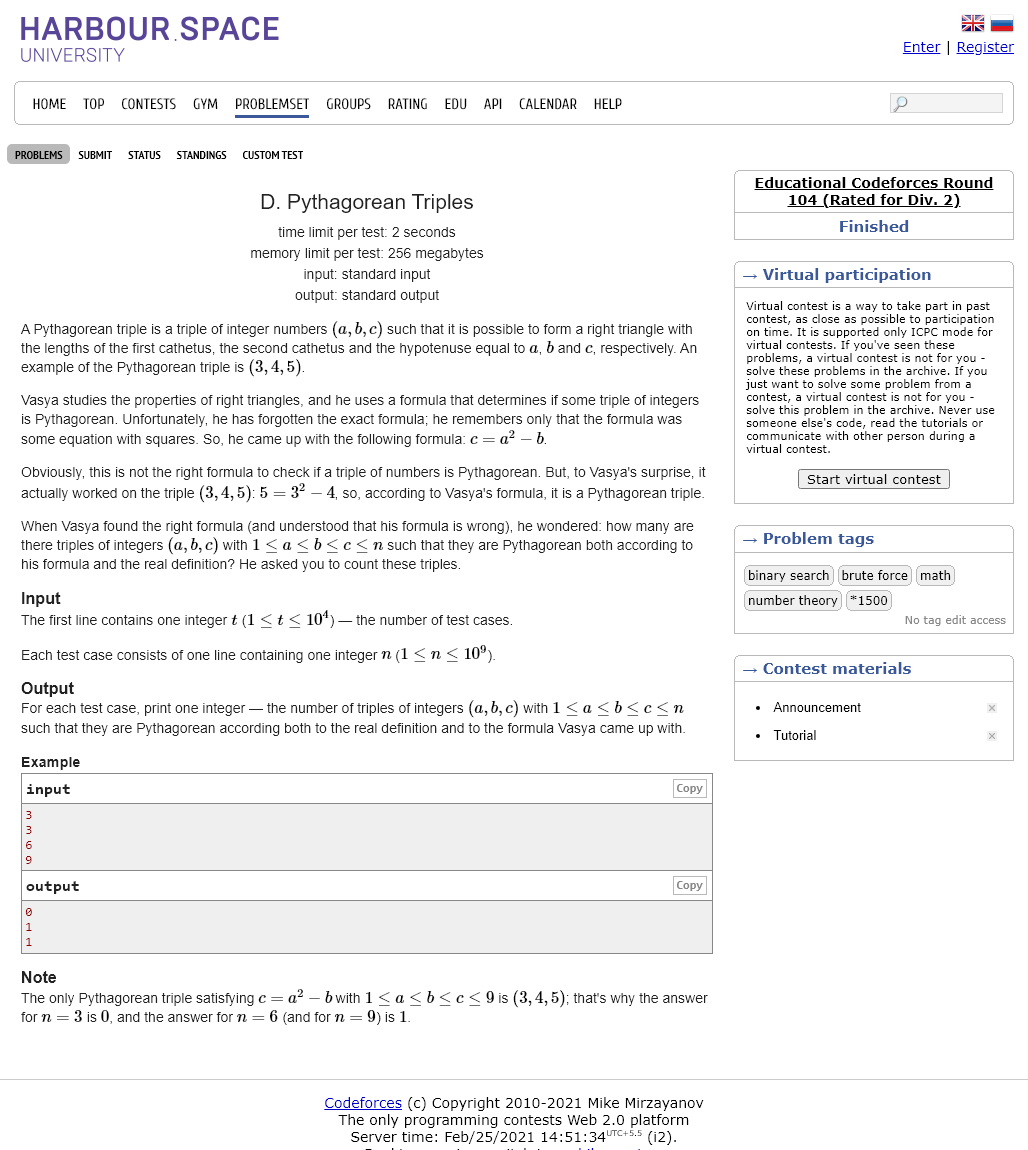 HARBOUR.SPACE
UNIVERSITY
Enter | Register
HOME TOP CONTESTS GYM PROBLEMSET GROUPS RATING EDU API CALENDAR HELP
PROBLEMS SUBMIT STATUS STANDINGS CUSTOM TEST
D. Pythagorean Triples
time limit per test: 2 seconds
memory limit per test: 256 megabytes
input: standard input
output: standard output
A Pythagorean triple is a triple of integer numbers (a, b, c) such that it is possible to form a right triangle with
the lengths of the first cathetus, the second cathetus and the hypotenuse equal to a, b and c, respectively. An
example of the Pythagorean triple is (3, 4, 5).
Vasya studies the properties of right triangles, and he uses a formula that determines if some triple of integers
is Pythagorean. Unfortunately, he has forgotten the exact formula; he remembers only that the formula was
some equation with squares. So, he came up with the following formula: c = a² − b.
Obviously, this is not the right formula to check if a triple of numbers is Pythagorean. But, to Vasya's surprise, it
actually worked on the triple (3, 4, 5): 5 = 3² − 4, so, according to Vasya's formula, it is a Pythagorean triple.
When Vasya found the right formula (and understood that his formula is wrong), he wondered: how many are
there triples of integers (a, b, c) with 1 ≤ a ≤ b ≤ c ≤ n such that they are Pythagorean both according to
his formula and the real definition? He asked you to count these triples.
Input
The first line contains one integer t (1 ≤ t ≤ 10⁴) — the number of test cases.
Each test case consists of one line containing one integer n (1 ≤ n ≤ 10⁹).
Output
For each test case, print one integer — the number of triples of integers (a, b, c) with 1 ≤ a ≤ b ≤ c ≤ n
such that they are Pythagorean according both to the real definition and to the formula Vasya came up with.
Example
input Copy
3
3
6
9
output Copy
0
1
1
Note
The only Pythagorean triple satisfying c = a² − b with 1 ≤ a ≤ b ≤ c ≤ 9 is (3, 4, 5); that's why the answer
for n = 3 is 0, and the answer for n = 6 (and for n = 9) is 1.
Educational Codeforces Round
104 (Rated for Div. 2)
Finished
→ Virtual participation
Virtual contest is a way to take part in past
contest, as close as possible to participation
on time. It is supported only ICPC mode for
virtual contests. If you've seen these
problems, a virtual contest is not for you -
solve these problems in the archive. If you
just want to solve some problem from a
contest, a virtual contest is not for you -
solve this problem in the archive. Never use
someone else's code, read the tutorials or
communicate with other person during a
virtual contest.
Start virtual contest
→ Problem tags
binary search brute force math
number theory *1500
No tag edit access
→ Contest materials
Announcement
Tutorial
Codeforces (c) Copyright 2010-2021 Mike Mirzayanov
The only programming contests Web 2.0 platform
Server time: Feb/25/2021 14:51:34 UTC+5.5 (i2).